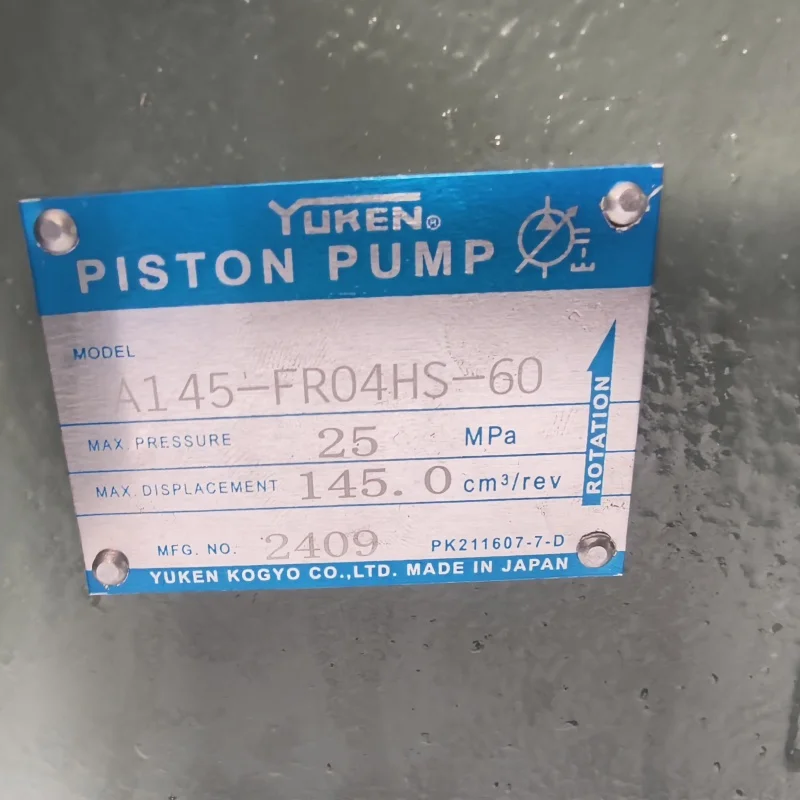 YUKEN®
PISTON PUMP
MODEL
A145-FR04HS-60
MAX. PRESSURE 25 MPa
MAX. DISPLACEMENT 145.0 cm³/rev
ROTATION
MFG. NO. 2409 PK211607-7-D
YUKEN KOGYO CO.,LTD. MADE IN JAPAN